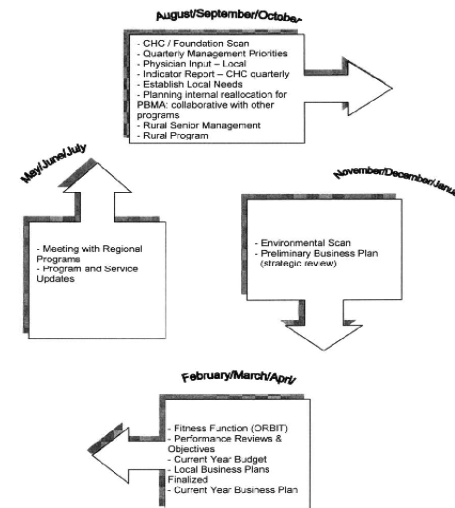 August/September/October
- CHC / Foundation Scan
- Quarterly Management Priorities
- Physician Input – Local
- Indicator Report – CHC quarterly
- Establish Local Needs
- Planning internal reallocation for
PBMA: collaborative with other
programs
- Rural Senior Management
- Rural Program
May/June/July
- Meeting with Regional
Programs
- Program and Service
Updates
November/December/Janua
- Environmental Scan
- Preliminary Business Plan
(strategic review)
February/March/April/
- Fitness Function (ORBIT)
- Performance Reviews &
Objectives
- Current Year Budget
- Local Business Plans
Finalized
- Current Year Business Plan